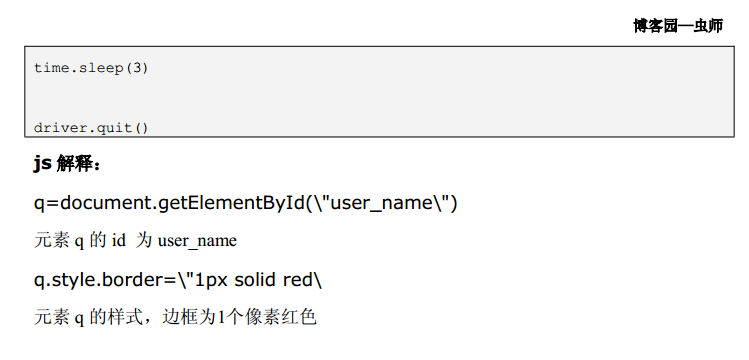 博客园—虫师
time.sleep(3)
driver.quit()
js 解释：
q=document.getElementById(\"user_name\")
元素 q 的 id 为 user_name
q.style.border=\"1px solid red\
元素 q 的样式，边框为1个像素红色